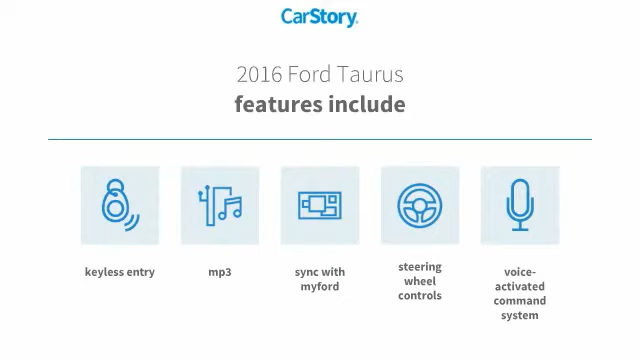 CarStory
2016 Ford Taurus
features include
keyless entry
mp3
sync with
myford
steering
wheel
controls
voice-
activated
command
system